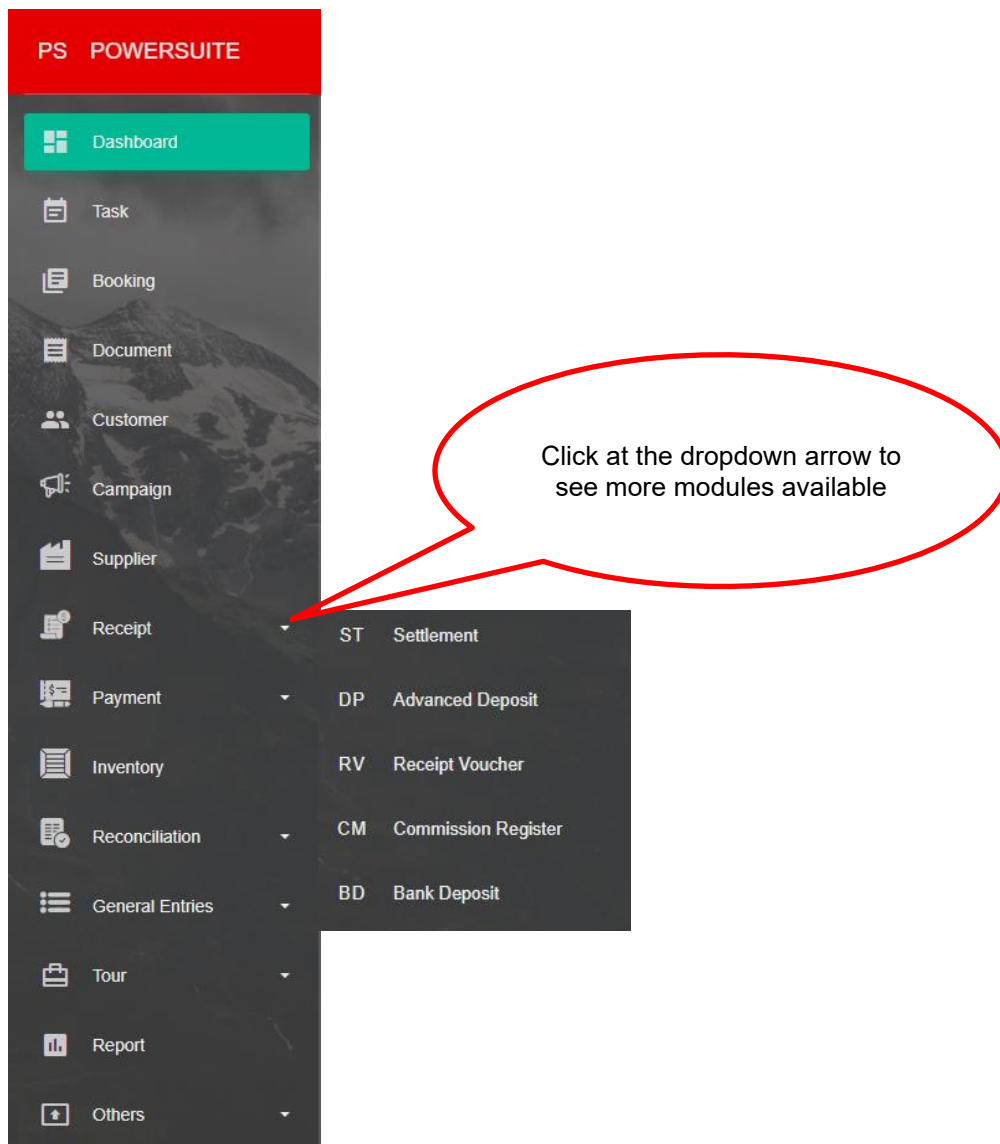 PS POWERSUITE
Dashboard
Task
Booking
Document
Customer
Campaign
Supplier
Receipt
Payment
Inventory
Reconciliation
General Entries
Tour
Report
Others
Click at the dropdown arrow to
see more modules available
ST Settlement
DP Advanced Deposit
RV Receipt Voucher
CM Commission Register
BD Bank Deposit